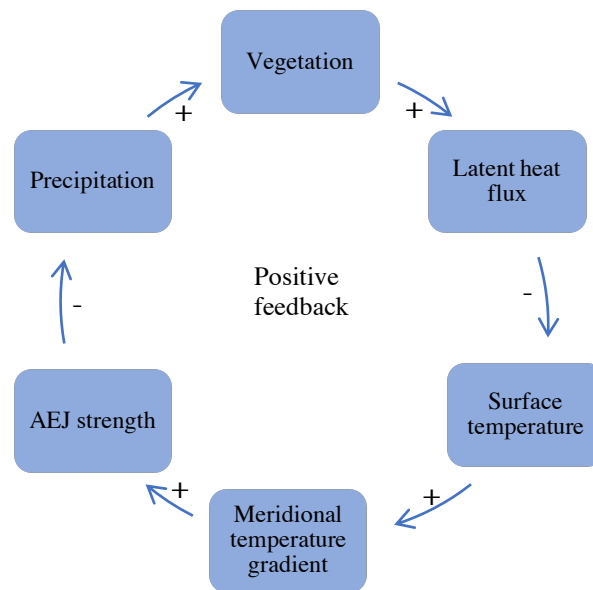 Vegetation
+
+
Precipitation
Latent heat
flux
Positive
feedback
-
-
AEJ strength
Surface
temperature
+
+
Meridional
temperature
gradient